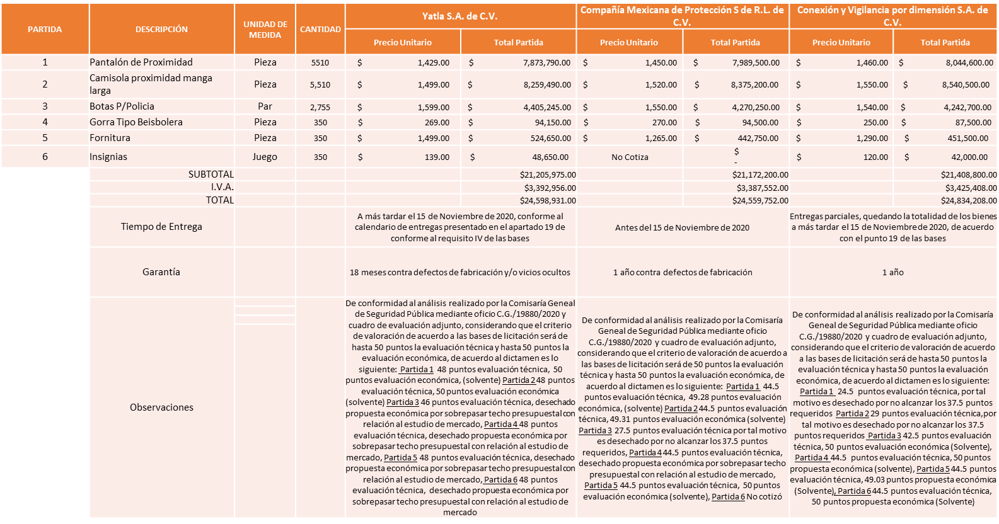 PARTIDA
DESCRIPCIÓN
UNIDAD DE
MEDIDA
CANTIDAD
Yatla S.A. de C.V.
Compañía Mexicana de Protección S de R.L. de
C.V.
Conexión y Vigilancia por dimensión S.A. de
C.V.
Precio Unitario Total Partida Precio Unitario Total Partida Precio Unitario Total Partida
1 Pantalón de Proximidad Pieza 5510 $ 1,429.00 $ 7,873,790.00 $ 1,450.00 $ 7,989,500.00 $ 1,460.00 $ 8,044,600.00
2 Camisola proximidad manga
larga Pieza 5,510 $ 1,499.00 $ 8,259,490.00 $ 1,520.00 $ 8,375,200.00 $ 1,550.00 $ 8,540,500.00
3 Botas P/Policia Par 2,755 $ 1,599.00 $ 4,405,245.00 $ 1,550.00 $ 4,270,250.00 $ 1,540.00 $ 4,242,700.00
4 Gorra Tipo Beisbolera Pieza 350 $ 269.00 $ 94,150.00 $ 270.00 $ 94,500.00 $ 250.00 $ 87,500.00
5 Fornitura Pieza 350 $ 1,499.00 $ 524,650.00 $ 1,265.00 $ 442,750.00 $ 1,290.00 $ 451,500.00
6 Insignias Juego 350 $ 139.00 $ 48,650.00 No Cotiza $
- $ 120.00 $ 42,000.00
SUBTOTAL $21,205,975.00 $21,172,200.00 $21,408,800.00
I.V.A. $3,392,956.00 $3,387,552.00 $3,425,408.00
TOTAL $24,598,931.00 $24,559,752.00 $24,834,208.00
Tiempo de Entrega
A más tardar el 15 de Noviembre de 2020, conforme al
calendario de entregas presentado en el apartado 19 de
conforme al requisito IV de las bases
Antes del 15 de Noviembre de 2020
Entregas parciales, quedando la totalidad de los bienes
a más tardar el 15 de Noviembre de 2020, de acuerdo
con el punto 19 de las bases
Garantía
18 meses contra defectos de fabricación y/o vicios ocultos
1 año contra defectos de fabricación
1 año
Observaciones
De conformidad al análisis realizado por la Comisaría Geneal
de Seguridad Pública mediante oficio C.G./19880/2020 y
cuadro de evaluación adjunto, considerando que el criterio
de valoración de acuerdo a las bases de licitación será de
hasta 50 puntos la evaluación técnica y hasta 50 puntos la
evaluación económica, de acuerdo al dictamen es lo
siguiente: Partida 1 48 puntos evaluación técnica, 50
puntos evaluación económica, (solvente) Partida 2 48 puntos
evaluación técnica, 50 puntos evaluación económica
(solvente) Partida 3 46 puntos evaluación técnica, desechado
propuesta económica por sobrepasar techo presupuestal con
relación al estudio de mercado, Partida 4 48 puntos
evaluación técnica, desechado propuesta económica por
sobrepasar techo presupuestal con relación al estudio de
mercado, Partida 5 48 puntos evaluación técnica, desechado
propuesta económica por sobrepasar techo presupuestal con
relación al estudio de mercado, Partida 6 48 puntos
evaluación técnica, desechado propuesta económica por
sobrepasar techo presupuestal con relación al estudio de
mercado
De conformidad al análisis realizado por la Comisaría
Geneal de Seguridad Pública mediante oficio
C.G./19880/2020 y cuadro de evaluación adjunto,
considerando que el criterio de valoración de acuerdo a
las bases de licitación será de 50 puntos la evaluación
técnica y hasta 50 puntos la evaluación económica, de
acuerdo al dictamen es lo siguiente: Partida 1 44.5
puntos evaluación técnica, 49.28 puntos evaluación
económica, (solvente) Partida 2 44.5 puntos evaluación
técnica, 49.31 puntos evaluación económica (solvente)
Partida 3 27.5 puntos evaluación técnica por tal motivo
es desechado por no alcanzar los 37.5 puntos
requeridos, Partida 4 44.5 puntos evaluación técnica,
desechado propuesta económica por sobrepasar techo
presupuestal con relación al estudio de mercado,
Partida 5 44.5 puntos evaluación técnica, 50 puntos
evaluación económica (solvente), Partida 6 No cotizó
De conformidad al análisis realizado por la Comisaría
Geneal de Seguridad Pública mediante oficio
C.G./19880/2020 y cuadro de evaluación adjunto,
considerando que el criterio de valoración de acuerdo
a las bases de licitación será de hasta 50 puntos la
evaluación técnica y hasta 50 puntos la evaluación
económica, de acuerdo al dictamen es lo siguiente:
Partida 1 24.5 puntos evaluación técnica, por tal
motivo es desechado por no alcanzar los 37.5 puntos
requeridos Partida 2 29 puntos evaluación técnica,por
tal motivo es desechado por no alcanzar los 37.5
puntos requeridos Partida 3 42.5 puntos evaluación
técnica, 50 puntos evaluación económica (Solvente),
Partida 4 44.5 puntos evaluación técnica, 50 puntos
propuesta económica (solvente), Partida 5 44.5 puntos
evaluación técnica, 49.03 puntos propuesta económica
(Solvente), Partida 6 44.5 puntos evaluación técnica,
50 puntos propuesta económica (Solvente)